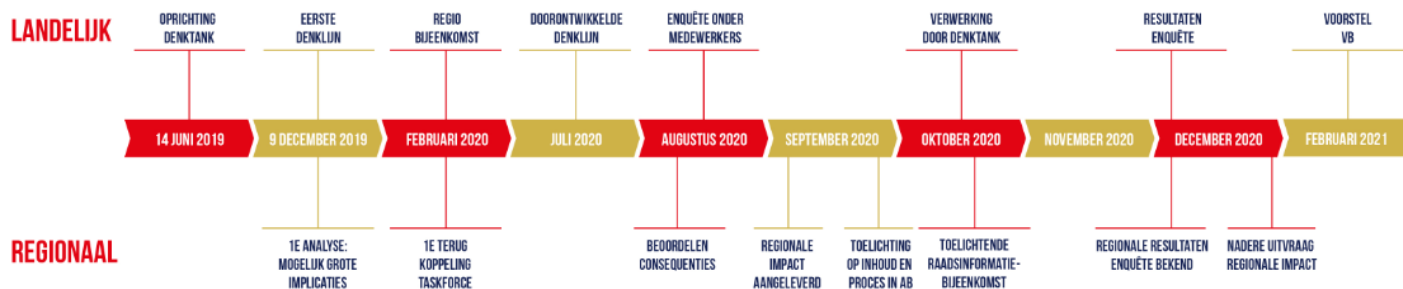 LANDELIJK
OPRICHTING
DENKTANK
EERSTE
DENKLIJN
REGIO
BIJEENKOMST
DOORONTWIKKELDE
DENKLIJN
ENQUÊTE ONDER
MEDEWERKERS
VERWERKING
DOOR DENKTANK
RESULTATEN
ENQUÊTE
VOORSTEL
VB
14 JUNI 2019
9 DECEMBER 2019
FEBRUARI 2020
JULI 2020
AUGUSTUS 2020
SEPTEMBER 2020
OKTOBER 2020
NOVEMBER 2020
DECEMBER 2020
FEBRUARI 2021
REGIONAAL
1E ANALYSE:
MOGELIJK GROTE
IMPLICATIES
1E TERUG
KOPPELING
TASKFORCE
BEOORDELEN
CONSEQUENTIES
REGIONALE
IMPACT
AANGELEVERD
TOELICHTING
OP INHOUD EN
PROCES IN AB
TOELICHTENDE
RAADSINFORMATIE-
BIJEENKOMST
REGIONALE RESULTATEN
ENQUÊTE BEKEND
NADERE UITVRAAG
REGIONALE IMPACT